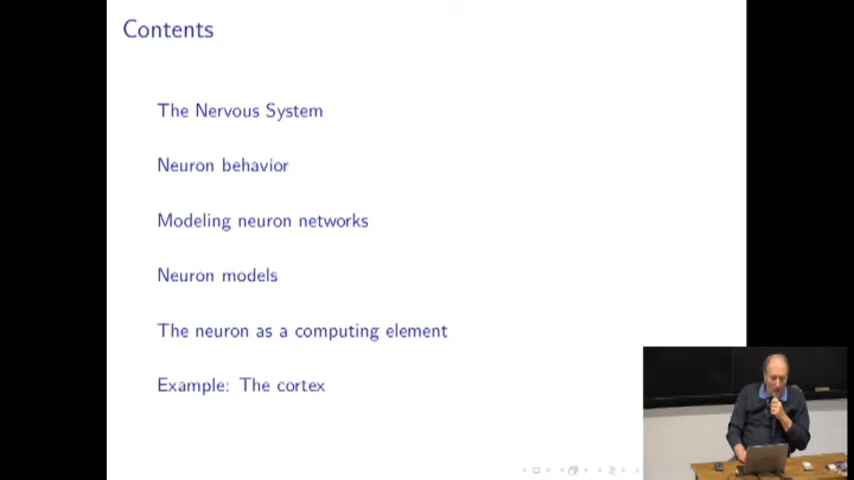 Contents
The Nervous System
Neuron behavior
Modeling neuron networks
Neuron models
The neuron as a computing element
Example: The cortex